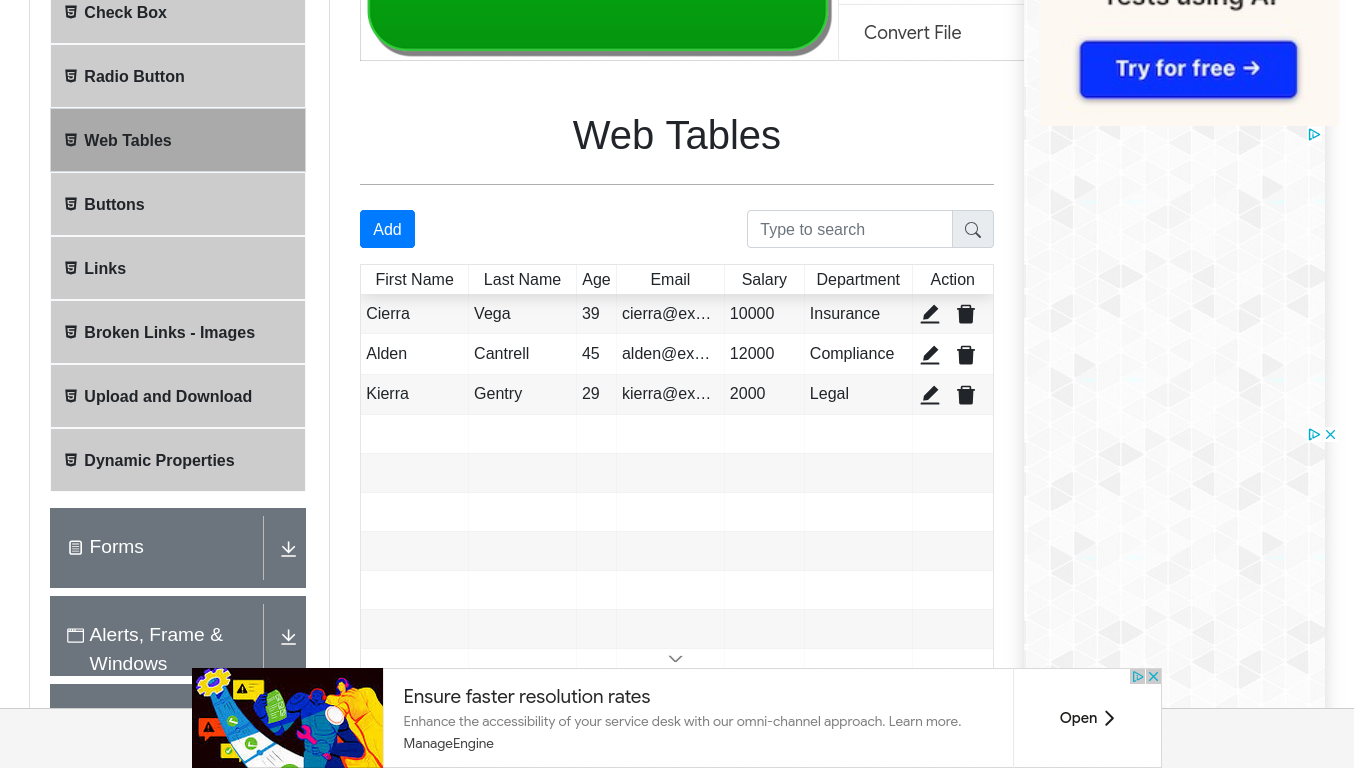 Check Box
Radio Button
Web Tables
Buttons
Links
Broken Links - Images
Upload and Download
Dynamic Properties
Forms
Alerts, Frame &
Windows
Convert File
Web Tables
Add
Type to search
First Name Last Name Age Email Salary Department Action
Cierra Vega 39 cierra@ex… 10000 Insurance
Alden Cantrell 45 alden@ex… 12000 Compliance
Kierra Gentry 29 kierra@ex… 2000 Legal
Tests using AI
Try for free →
Ensure faster resolution rates
Enhance the accessibility of your service desk with our omni-channel approach. Learn more.
ManageEngine
Open